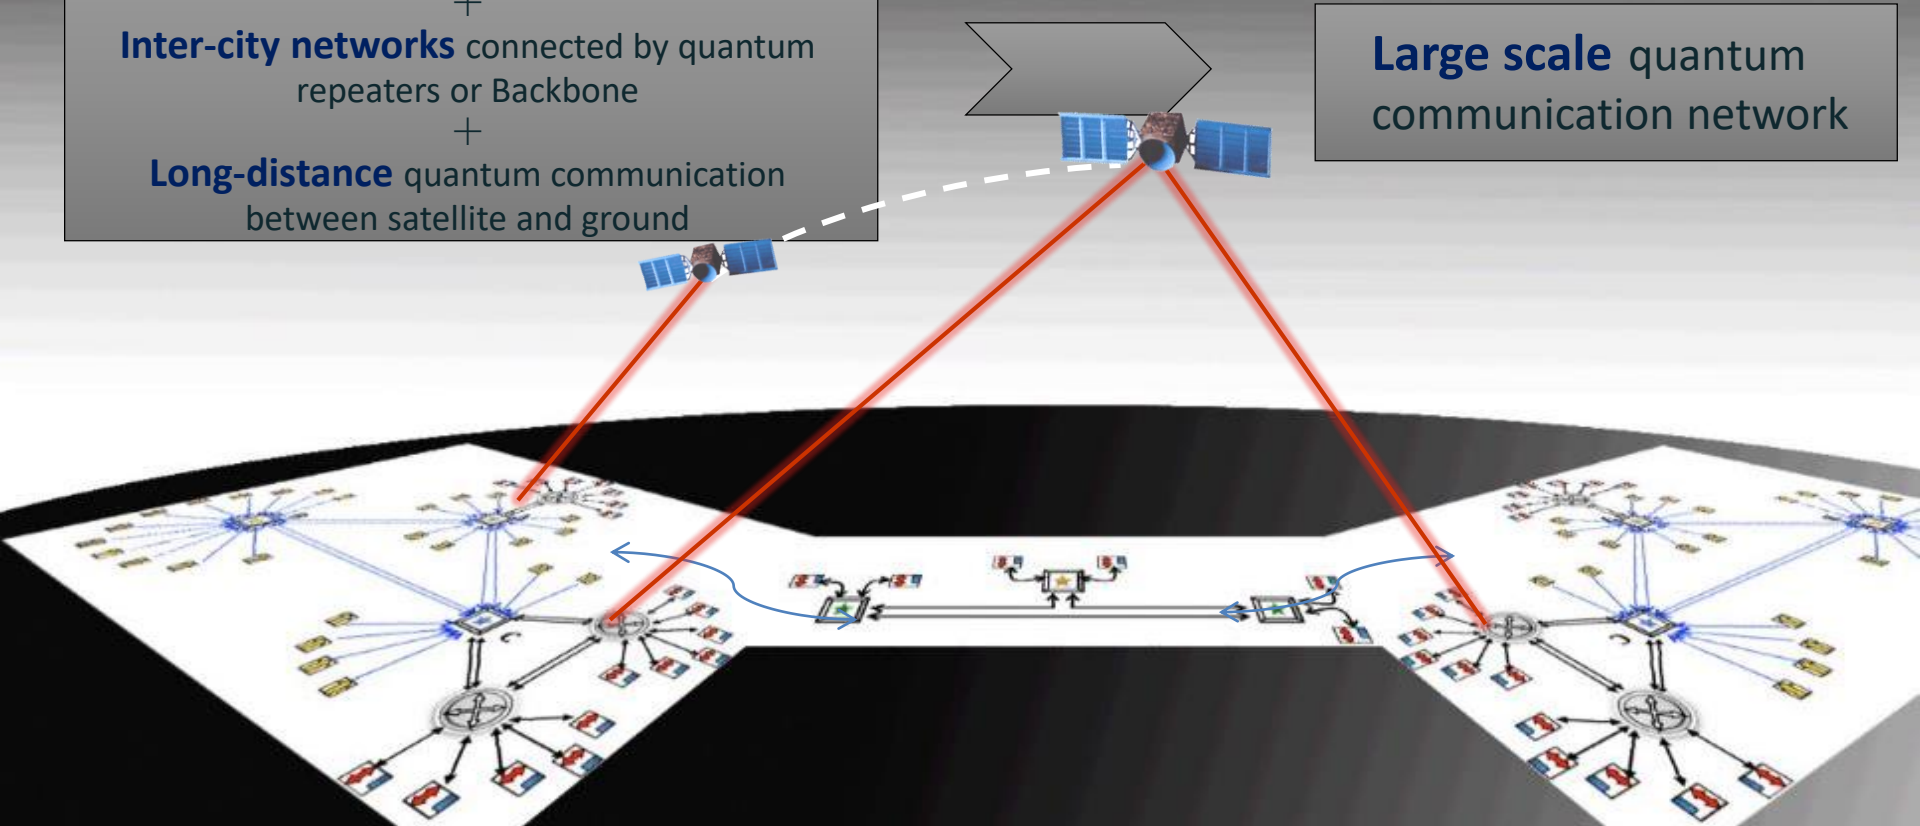 +
Inter-city networks connected by quantum
repeaters or Backbone
+
Long-distance quantum communication
between satellite and ground
Large scale quantum
communication network